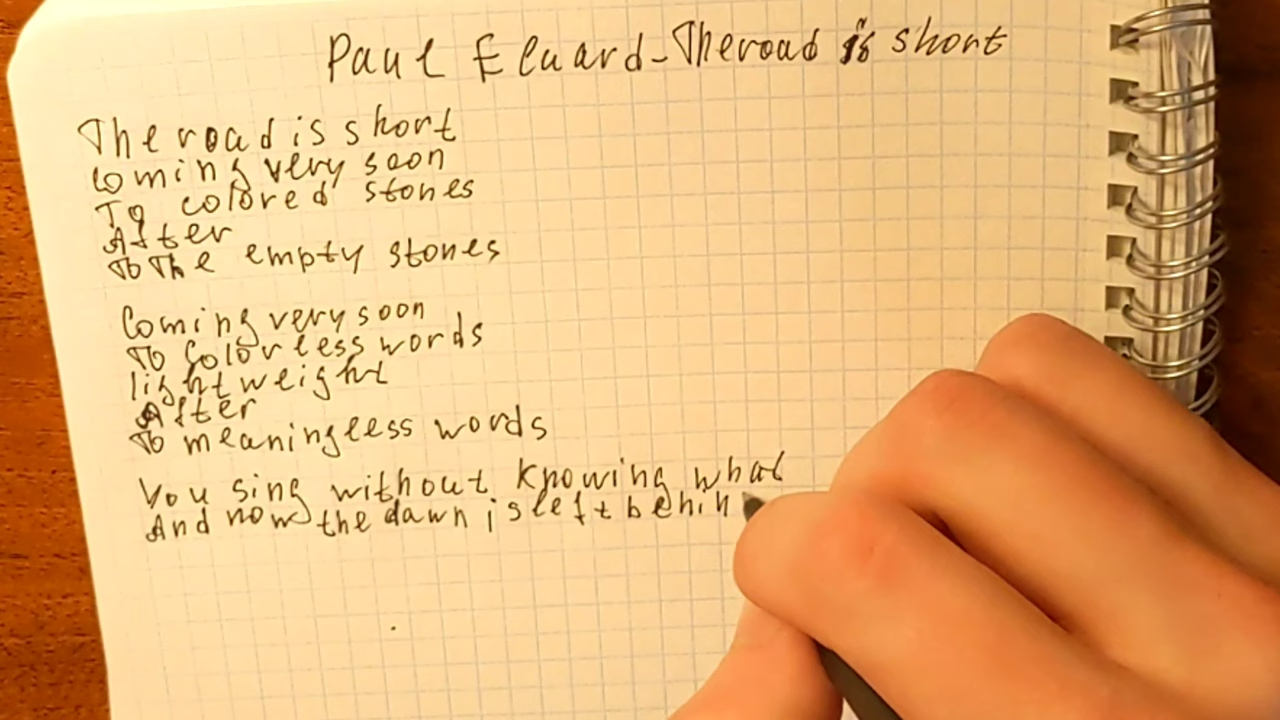 Paul Eluard-The road is short
The road is short
Coming very soon
To colored stones
After
To The empty stones
Coming very soon
To Colorless words
lightweight
After
To meaningless words
You sing without knowing what
And now the dawn is left behin